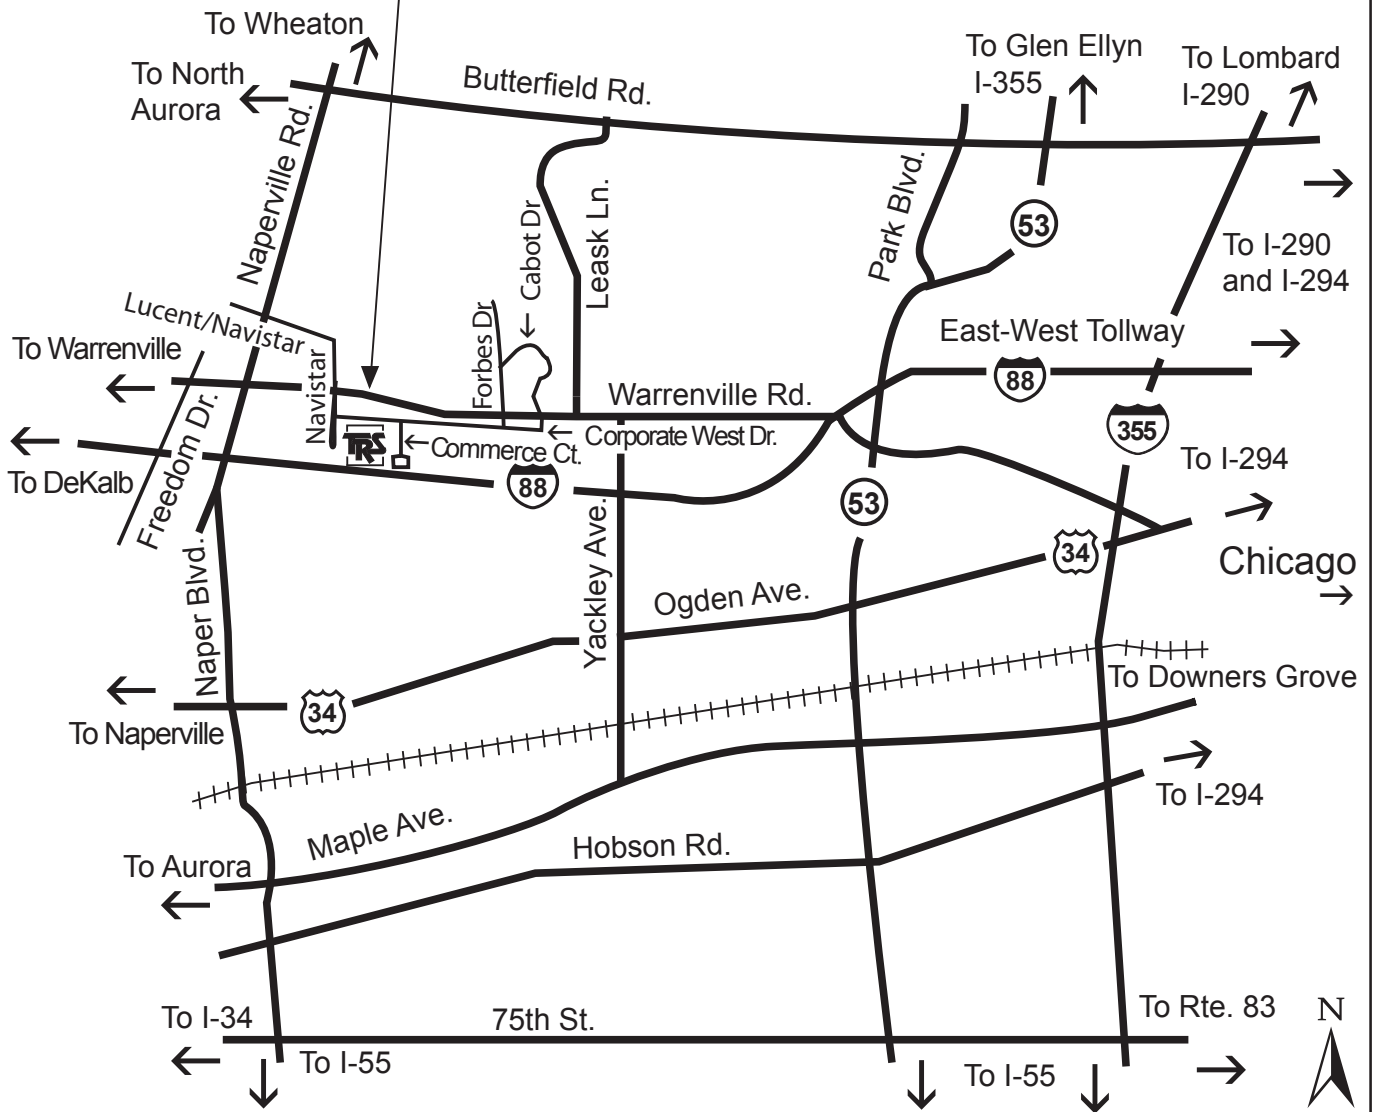 To Wheaton
To Glen Ellyn
I-355
To Lombard
I-290
To North
Aurora
Butterfield Rd.
Naperville Rd.
Park Blvd.
Leask Ln.
Cabot Dr
53
To I-290
and I-294
Lucent/Navistar
Forbes Dr
East-West Tollway
To Warrenville
88
Navistar
Warrenville Rd.
355
Freedom Dr.
TRS
Commerce Ct.
Corporate West Dr.
To DeKalb
88
To I-294
53
Naper Blvd.
Yackley Ave.
34
Chicago
Ogden Ave.
34
To Naperville
To Downers Grove
To I-294
Maple Ave.
Hobson Rd.
To Aurora
To I-34
75th St.
To Rte. 83
N
To I-55
To I-55